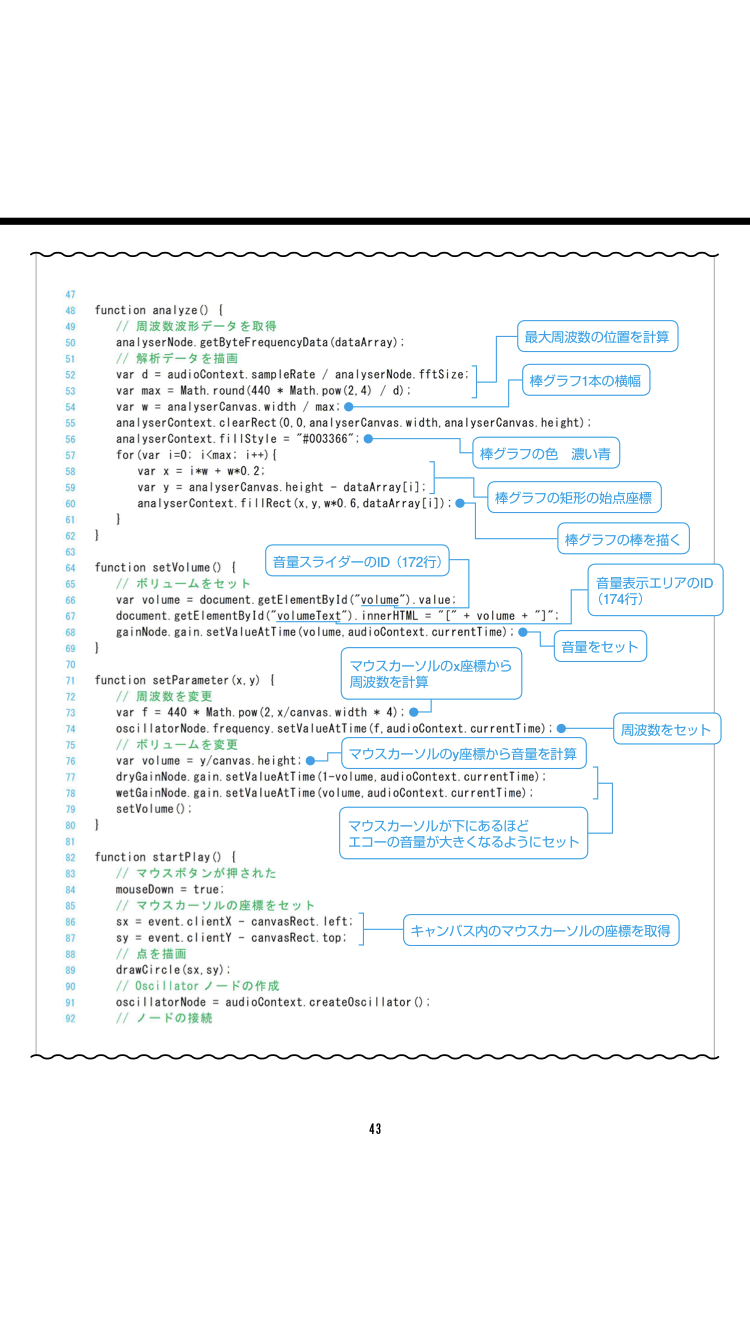 47
48 function analyze() {
49 // 周波数波形データを取得
50 analyserNode.getByteFrequencyData(dataArray);
51 // 解析データを描画
最大周波数の位置を計算
52 var d = audioContext.sampleRate / analyserNode.fftSize;
53 var max = Math.round(440 * Math.pow(2,4) / d);
棒グラフ1本の横幅
54 var w = analyserCanvas.width / max;
55 analyserContext.clearRect(0,0,analyserCanvas.width,analyserCanvas.height);
56 analyserContext.fillStyle = "#003366";
棒グラフの色　濃い青
57 for(var i=0; i<max; i++){
58 var x = i*w + w*0.2;
59 var y = analyserCanvas.height - dataArray[i];
棒グラフの矩形の始点座標
60 analyserContext.fillRect(x,y,w*0.6,dataArray[i]);
棒グラフの棒を描く
61 }
62 }
63
音量スライダーのID（172行）
64 function setVolume() {
65 // ボリュームをセット
音量表示エリアのID
（174行）
66 var volume = document.getElementById("volume").value;
67 document.getElementById("volumeText").innerHTML = "[" + volume + "]";
68 gainNode.gain.setValueAtTime(volume,audioContext.currentTime);
音量をセット
69 }
70
71 function setParameter(x,y) {
マウスカーソルのx座標から
周波数を計算
72 // 周波数を変更
73 var f = 440 * Math.pow(2,x/canvas.width * 4);
74 oscillatorNode.frequency.setValueAtTime(f,audioContext.currentTime);
周波数をセット
75 // ボリュームを変更
76 var volume = y/canvas.height;
マウスカーソルのy座標から音量を計算
77 dryGainNode.gain.setValueAtTime(1-volume,audioContext.currentTime);
78 wetGainNode.gain.setValueAtTime(volume,audioContext.currentTime);
79 setVolume();
80 }
マウスカーソルが下にあるほど
エコーの音量が大きくなるようにセット
81
82 function startPlay() {
83 // マウスボタンが押された
84 mouseDown = true;
85 // マウスカーソルの座標をセット
86 sx = event.clientX - canvasRect.left;
87 sy = event.clientY - canvasRect.top;
キャンバス内のマウスカーソルの座標を取得
88 // 点を描画
89 drawCircle(sx,sy);
90 // Oscillator ノードの作成
91 oscillatorNode = audioContext.createOscillator();
92 // ノードの接続
43